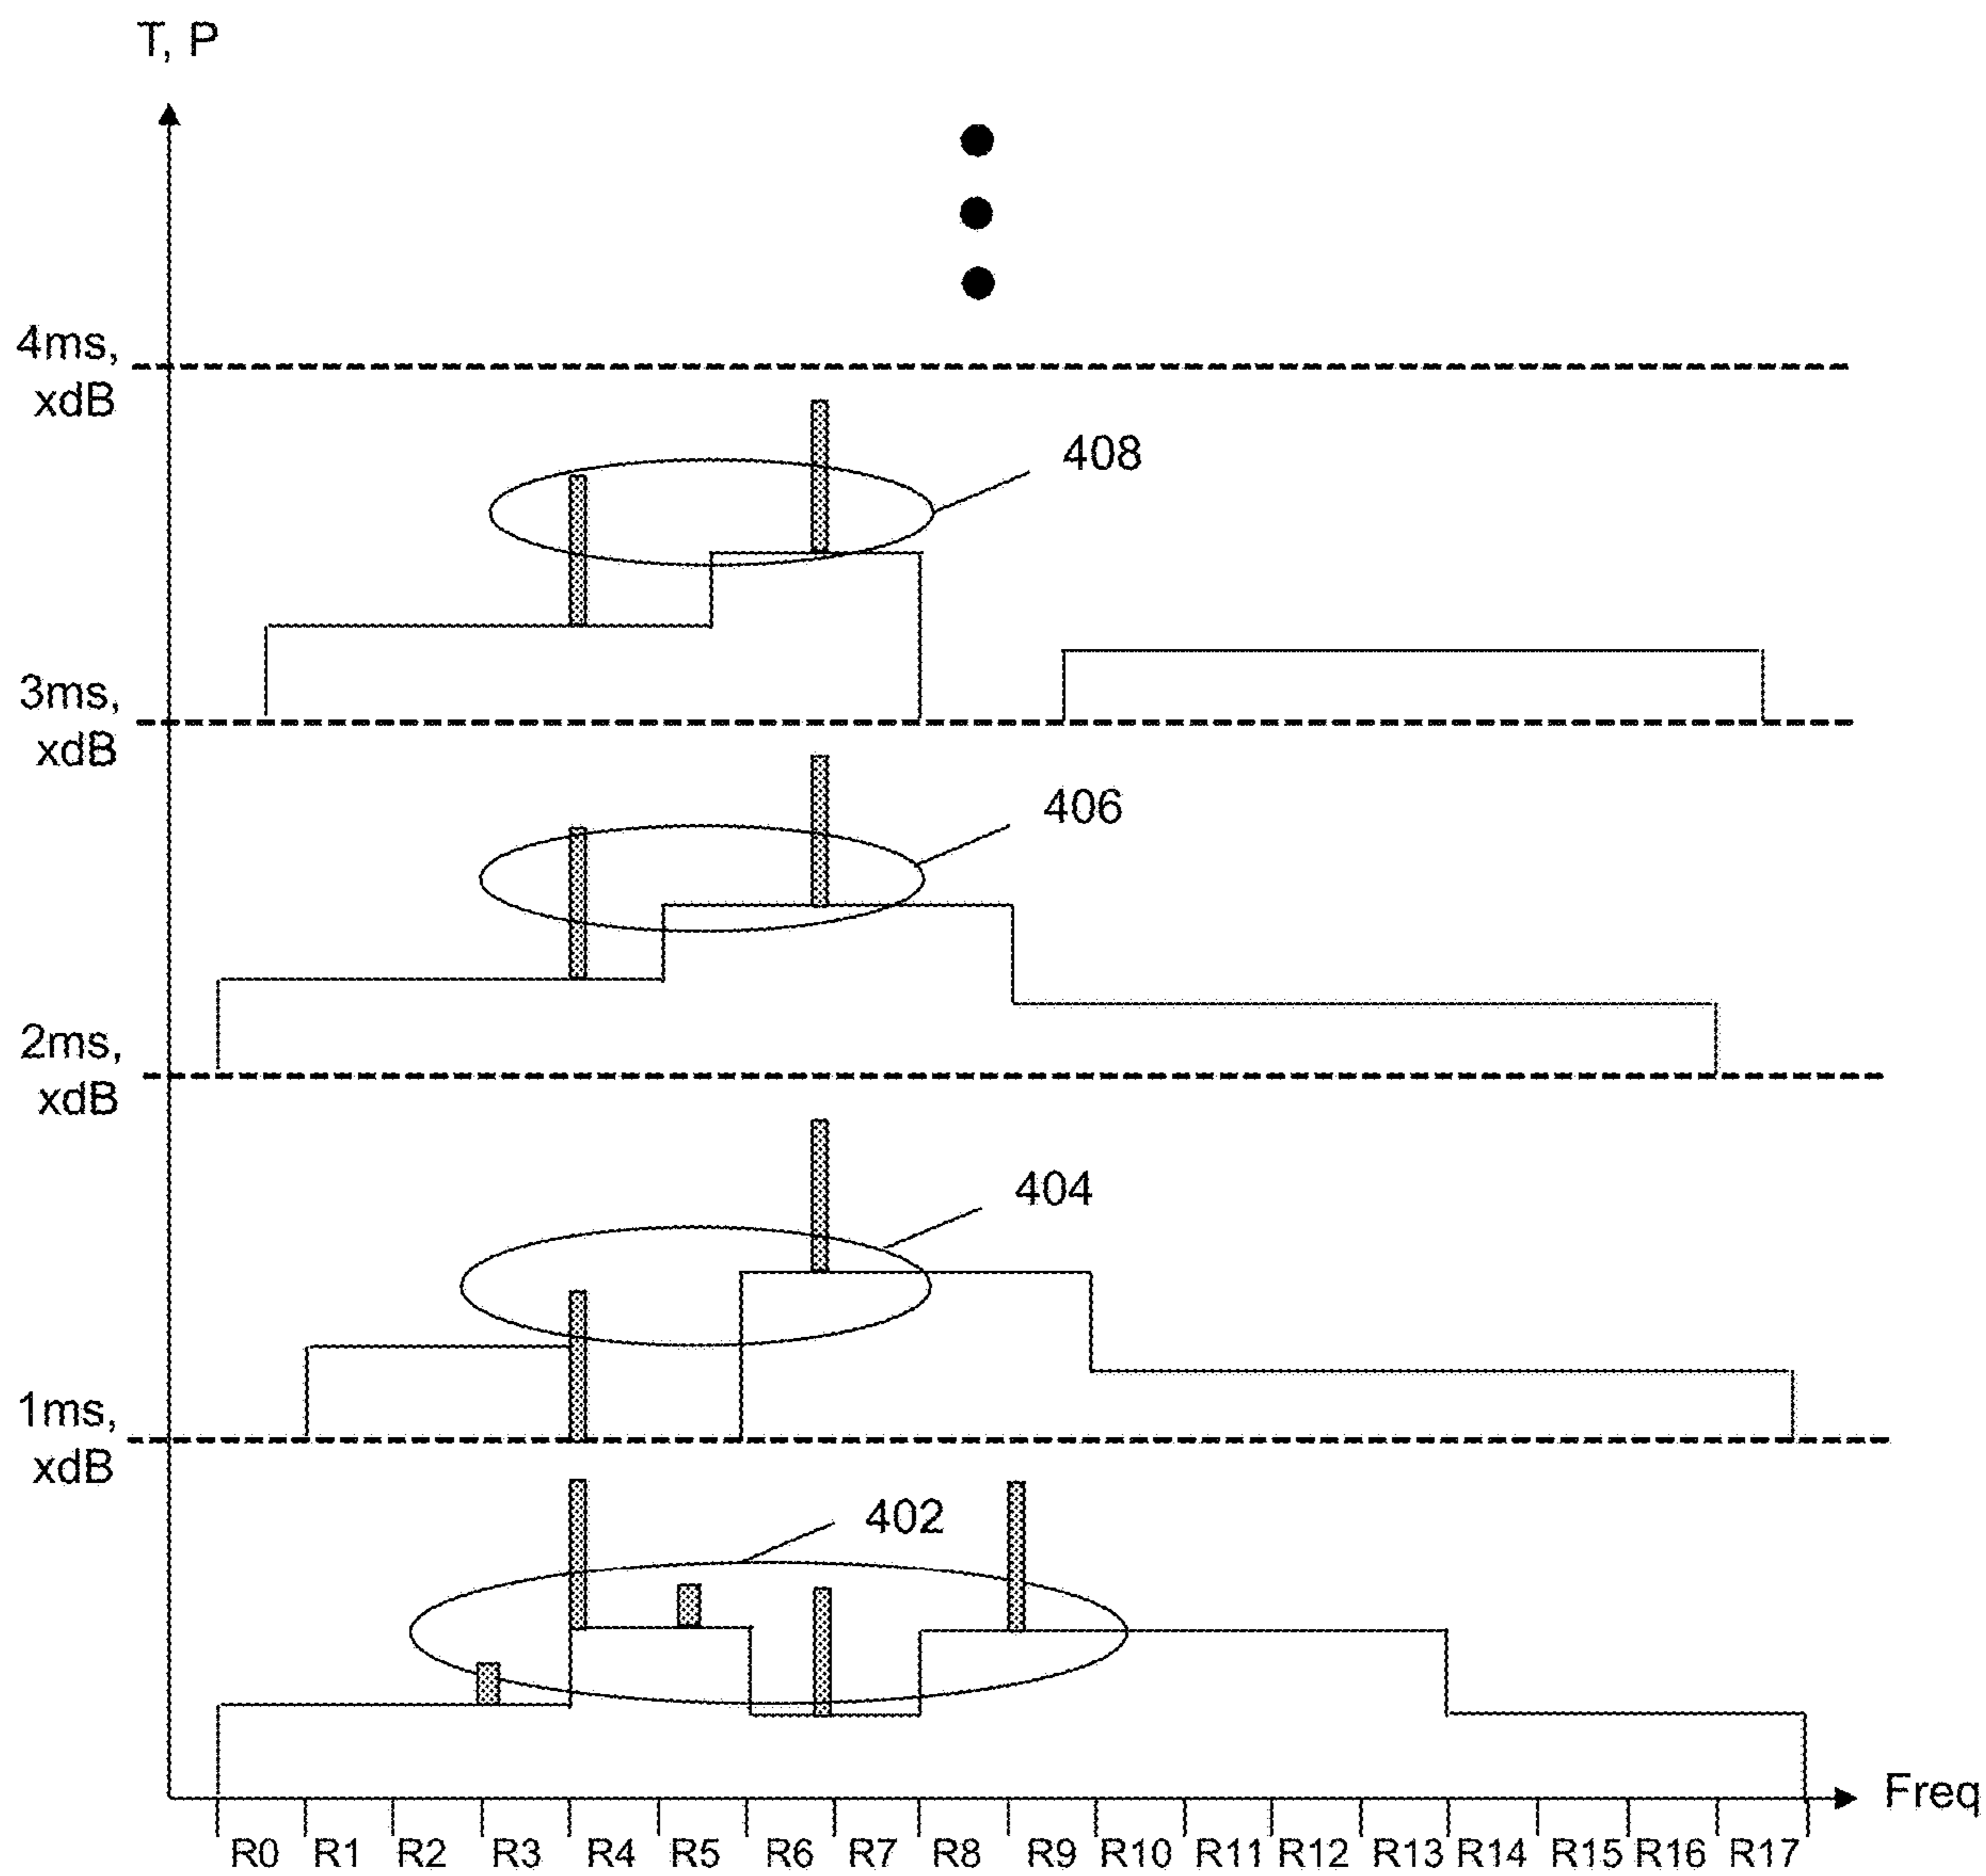 T, P
4ms,
xdB
408
3ms,
xdB
406
2ms,
xdB
404
1ms,
xdB
402
Freq
R0 R1 R2 R3 R4 R5 R6 R7 R8 R9 R10 R11 R12 R13 R14 R15 R16 R17